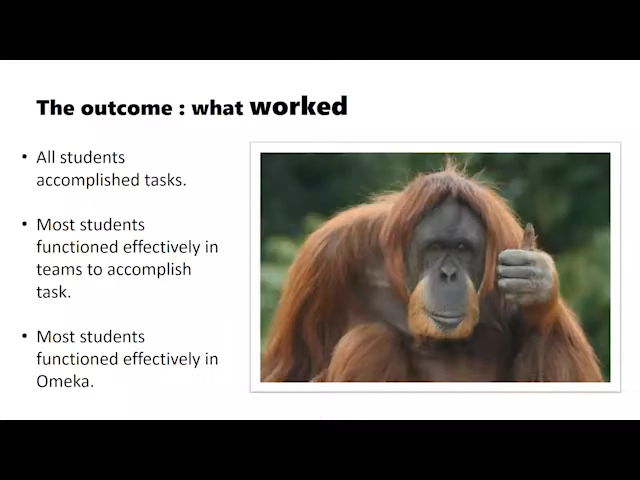 The outcome : what worked
• All students
accomplished tasks.
• Most students
functioned effectively in
teams to accomplish
task.
• Most students
functioned effectively in
Omeka.